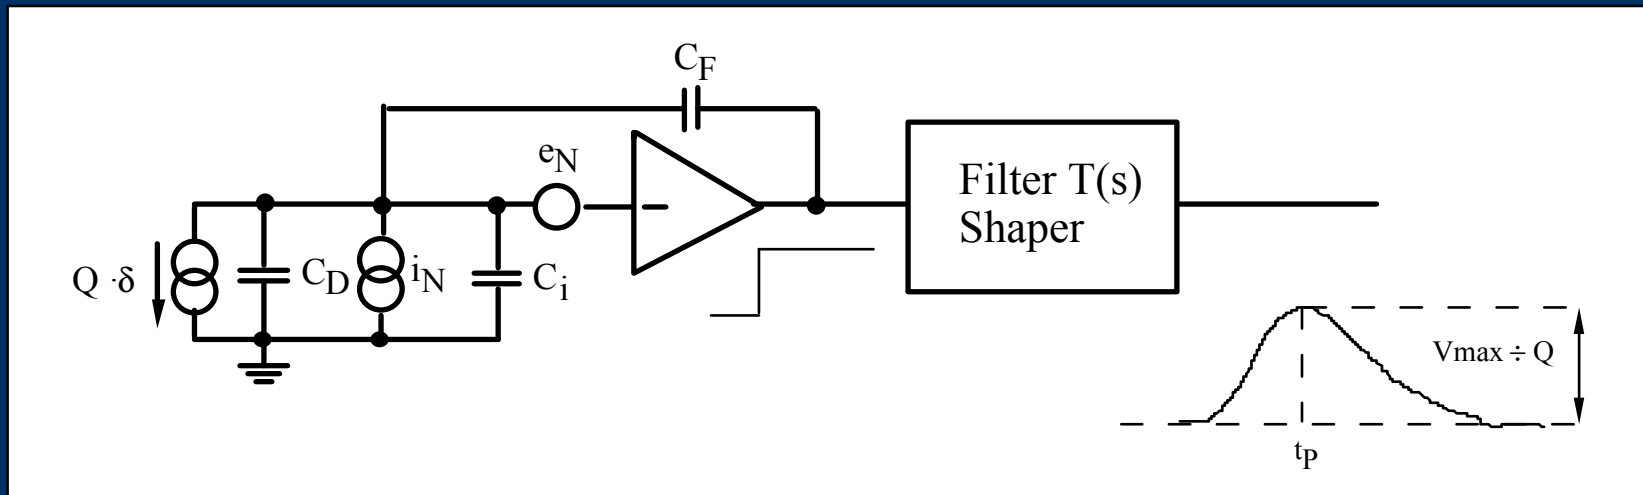 C_F
e_N
Filter T(s)
Shaper
Q ·δ
C_D
i_N
C_i
Vmax ÷ Q
t_P